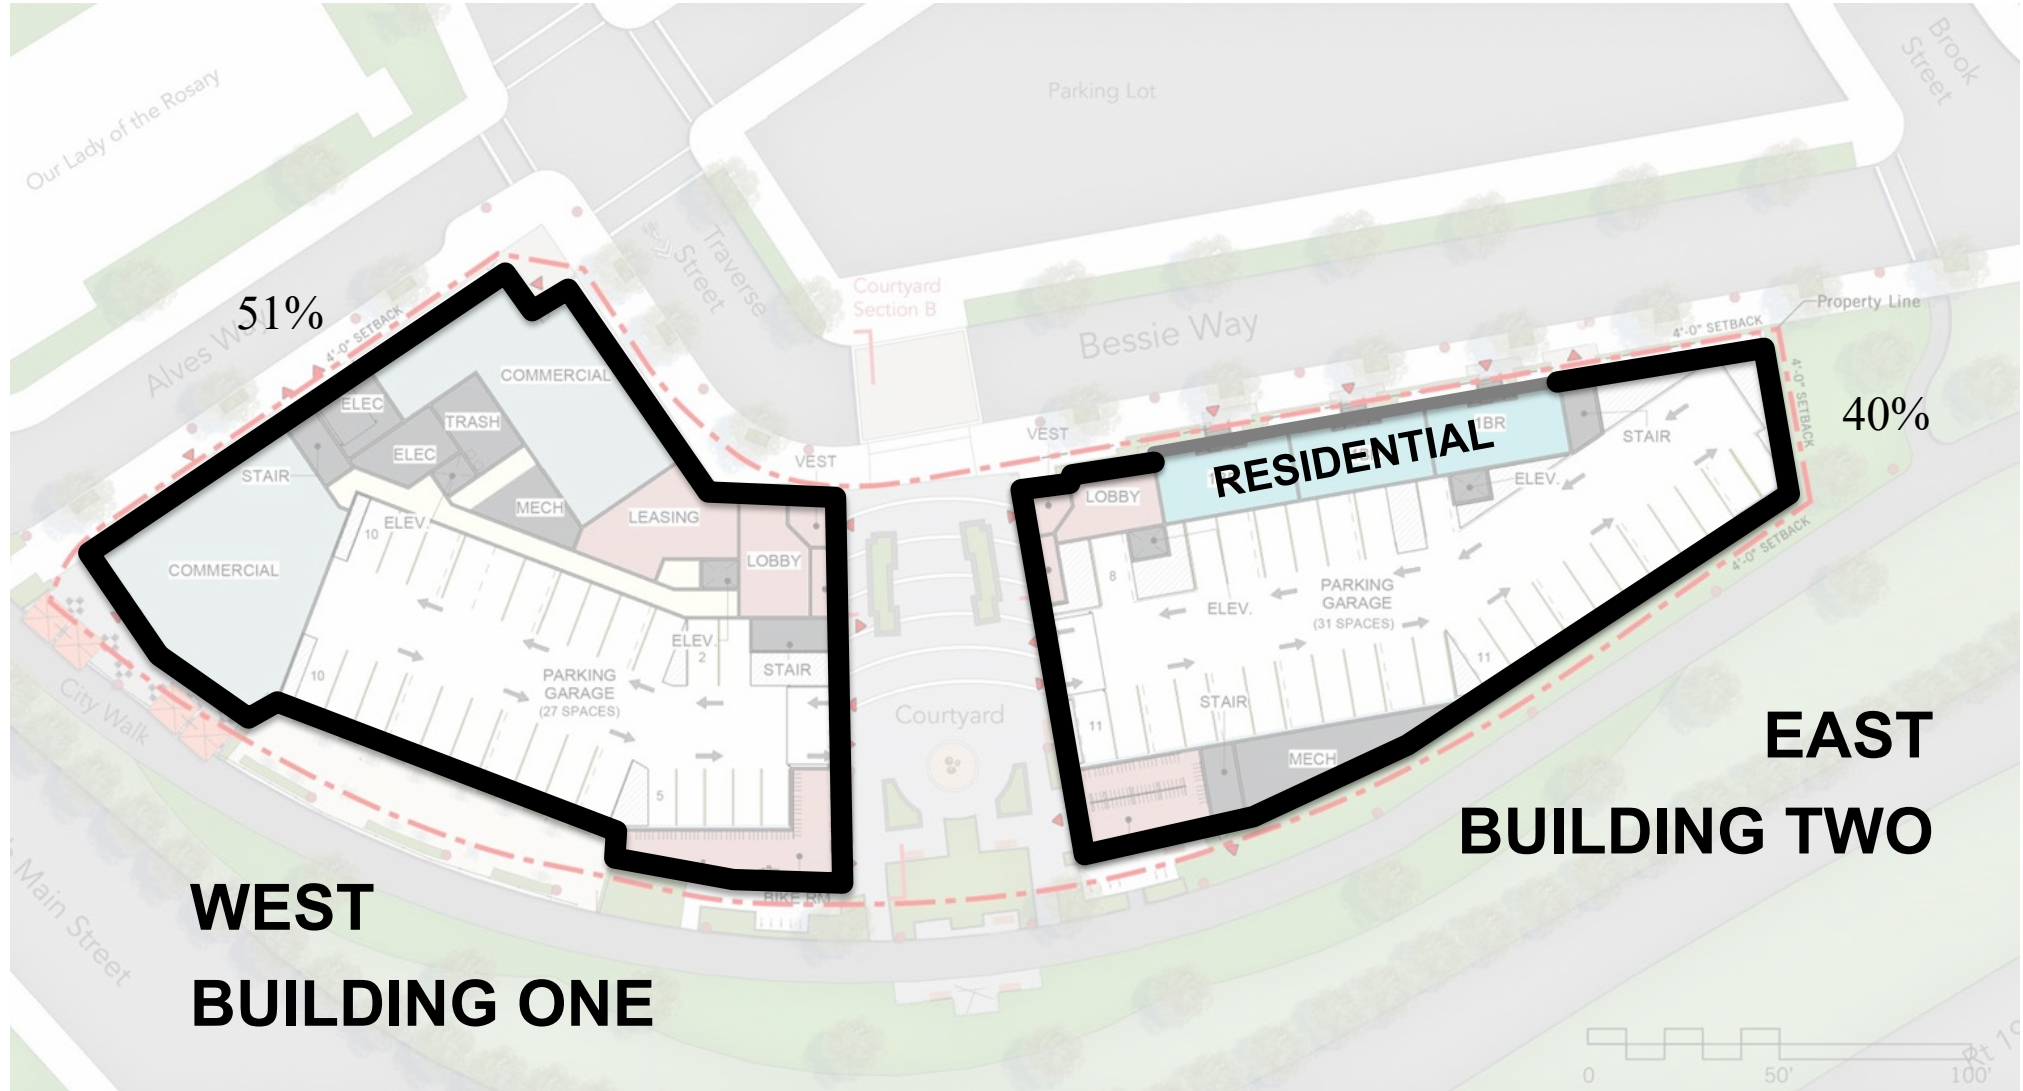 Our Lady of the Rosary
Parking Lot
Brook
Street
Traverse
Street
Courtyard
Section B
Bessie Way
Property Line
4'-0" SETBACK
4'-0" SETBACK
40%
4'-0" SETBACK
51%
Alves Way
4'-0" SETBACK
COMMERCIAL
ELEC
TRASH
ELEC
STAIR
MECH
ELEV.
10
LEASING
VEST
LOBBY
COMMERCIAL
ELEV.
2
STAIR
PARKING
GARAGE
(27 SPACES)
10
5
BIKE RM
City Walk
Main Street
Courtyard
VEST
LOBBY
RESIDENTIAL
1BR
STAIR
ELEV.
8
ELEV.
PARKING
GARAGE
(31 SPACES)
11
STAIR
11
MECH
WEST
BUILDING ONE
EAST
BUILDING TWO
0 50' 100'